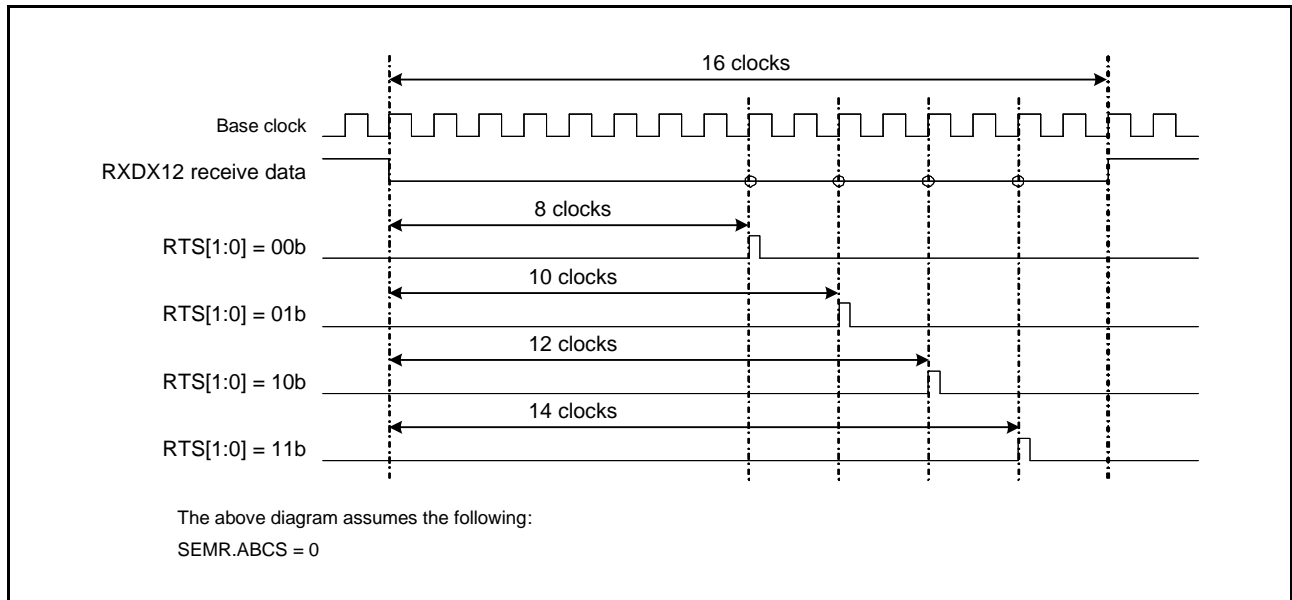 16 clocks
Base clock
RXDX12 receive data
8 clocks
RTS[1:0] = 00b
10 clocks
RTS[1:0] = 01b
12 clocks
RTS[1:0] = 10b
14 clocks
RTS[1:0] = 11b
The above diagram assumes the following:
SEMR.ABCS = 0